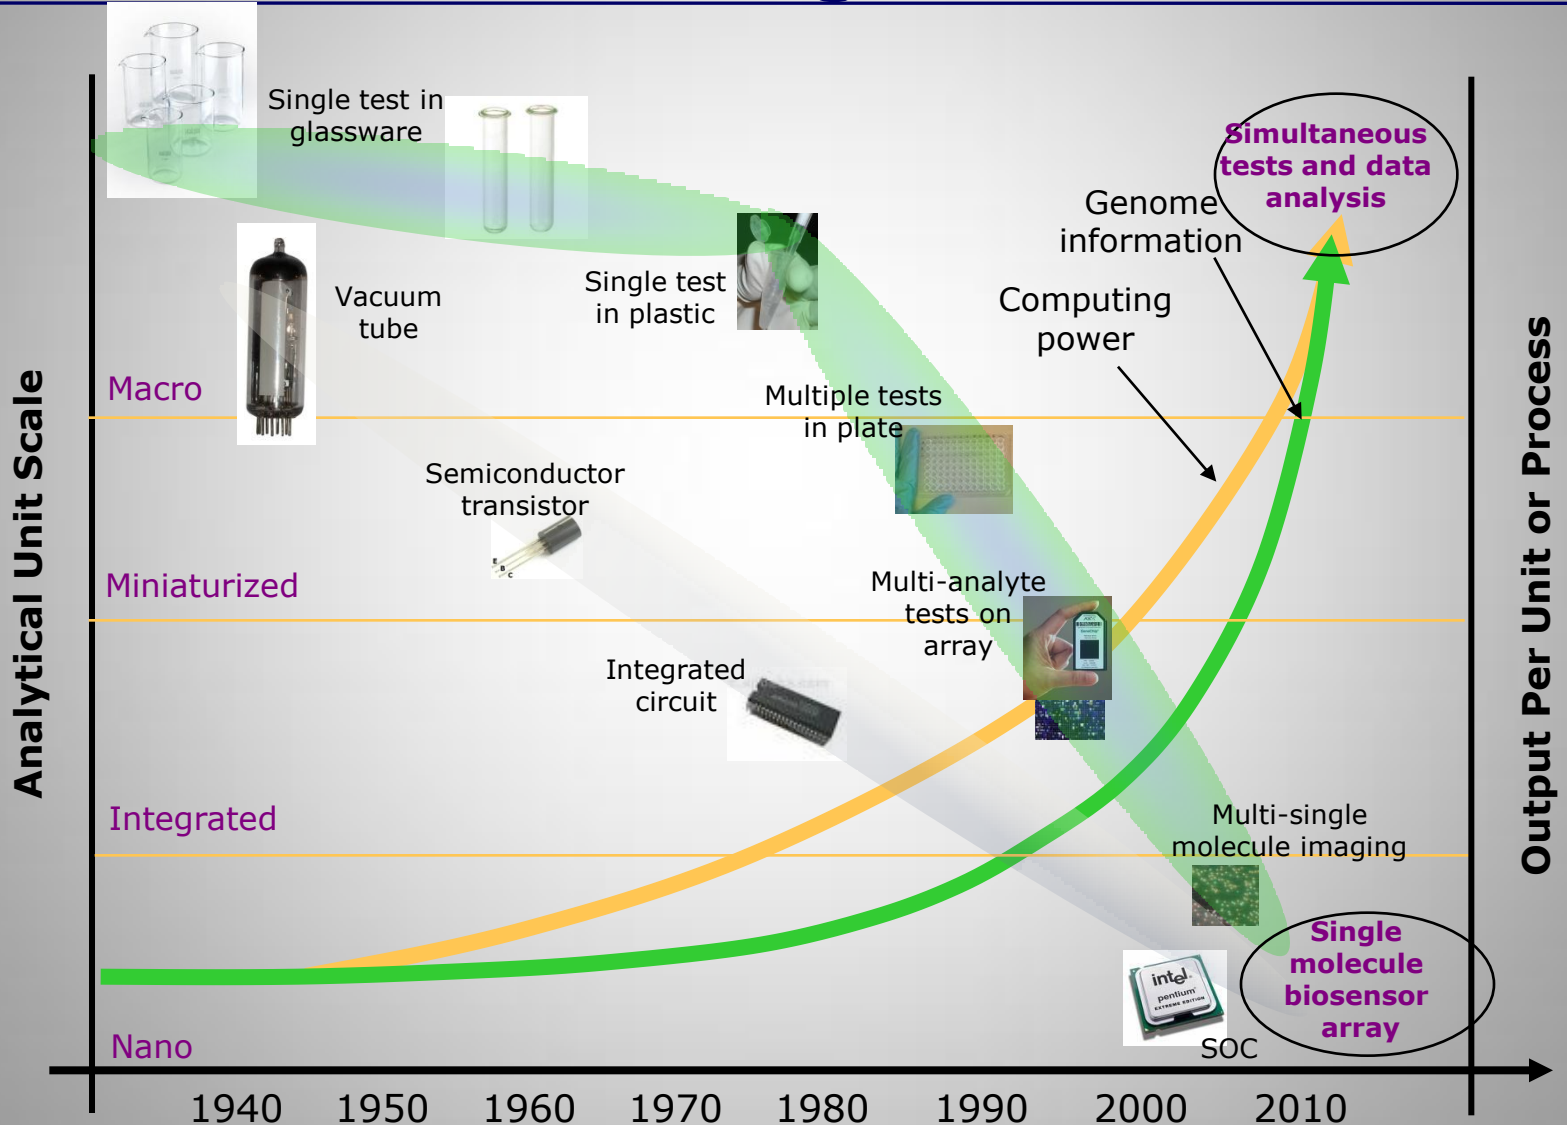 Single test in
glassware
Vacuum
tube
Single test
in plastic
Simultaneous
tests and data
analysis
Genome
information
Computing
power
Macro
Multiple tests
in plate
Semiconductor
transistor
E
B
C
Miniaturized
Multi-analyte
tests on
array
Integrated
circuit
Integrated
Multi-single
molecule imaging
Single
molecule
biosensor
array
intel
pentium
EXTREME EDITION
SOC
Nano
Analytical Unit Scale
Output Per Unit or Process
1940 1950 1960 1970 1980 1990 2000 2010